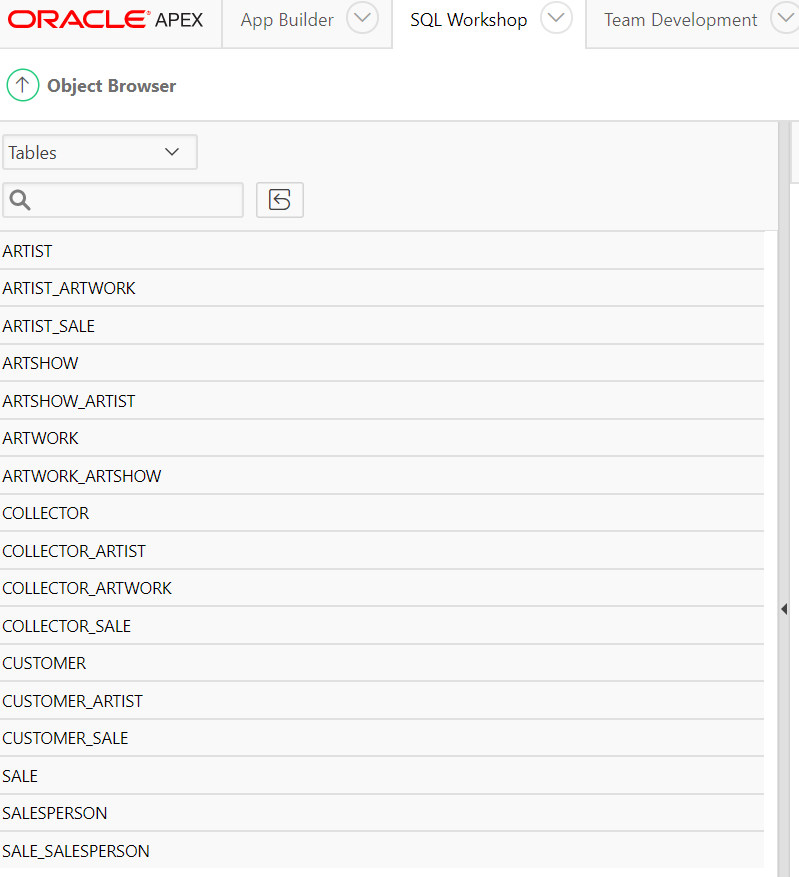 ORACLE® APEX App Builder SQL Workshop Team Development
Object Browser
Tables
ARTIST
ARTIST_ARTWORK
ARTIST_SALE
ARTSHOW
ARTSHOW_ARTIST
ARTWORK
ARTWORK_ARTSHOW
COLLECTOR
COLLECTOR_ARTIST
COLLECTOR_ARTWORK
COLLECTOR_SALE
CUSTOMER
CUSTOMER_ARTIST
CUSTOMER_SALE
SALE
SALESPERSON
SALE_SALESPERSON